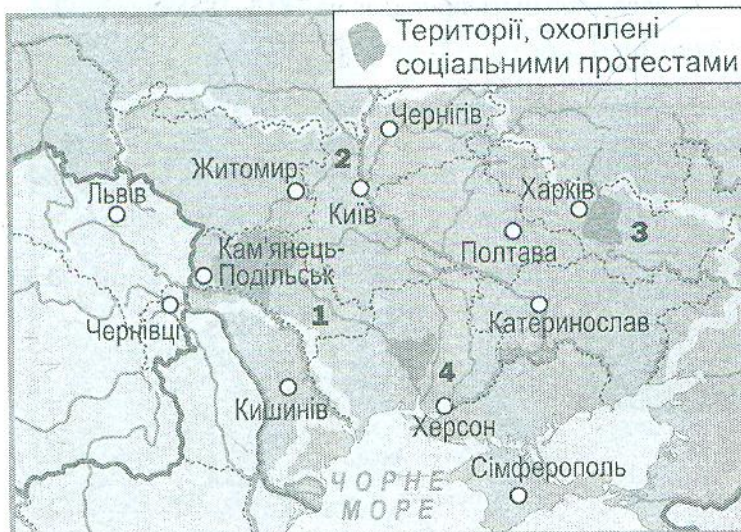 Території, охоплені
соціальними протестами
Чернігів
2
Житомир
Київ
Львів
Харків
3
Полтава
Кам'янець-
Подільськ
Чернівці
1
Катеринослав
4
Кишинів
Херсон
Сімферополь
ЧОРНЕ
МОРЕ